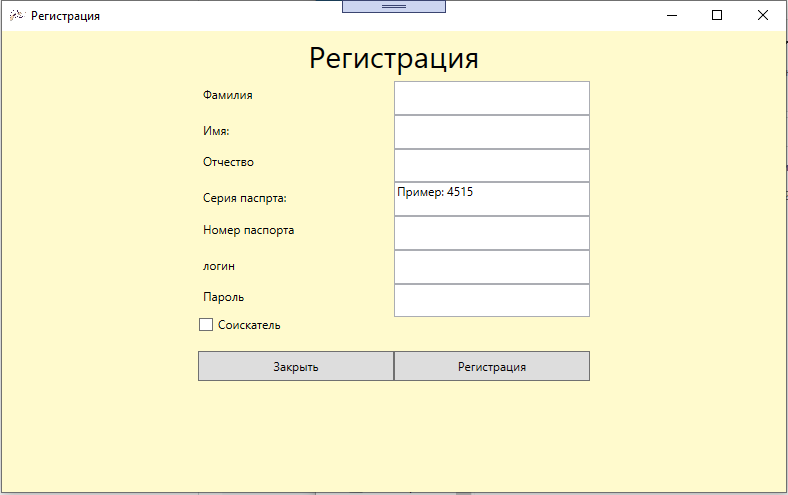 Регистрация
Регистрация
Фамилия
Имя:
Отчество
Серия паспрта: Пример: 4515
Номер паспорта
логин
Пароль
Соискатель
Закрыть Регистрация